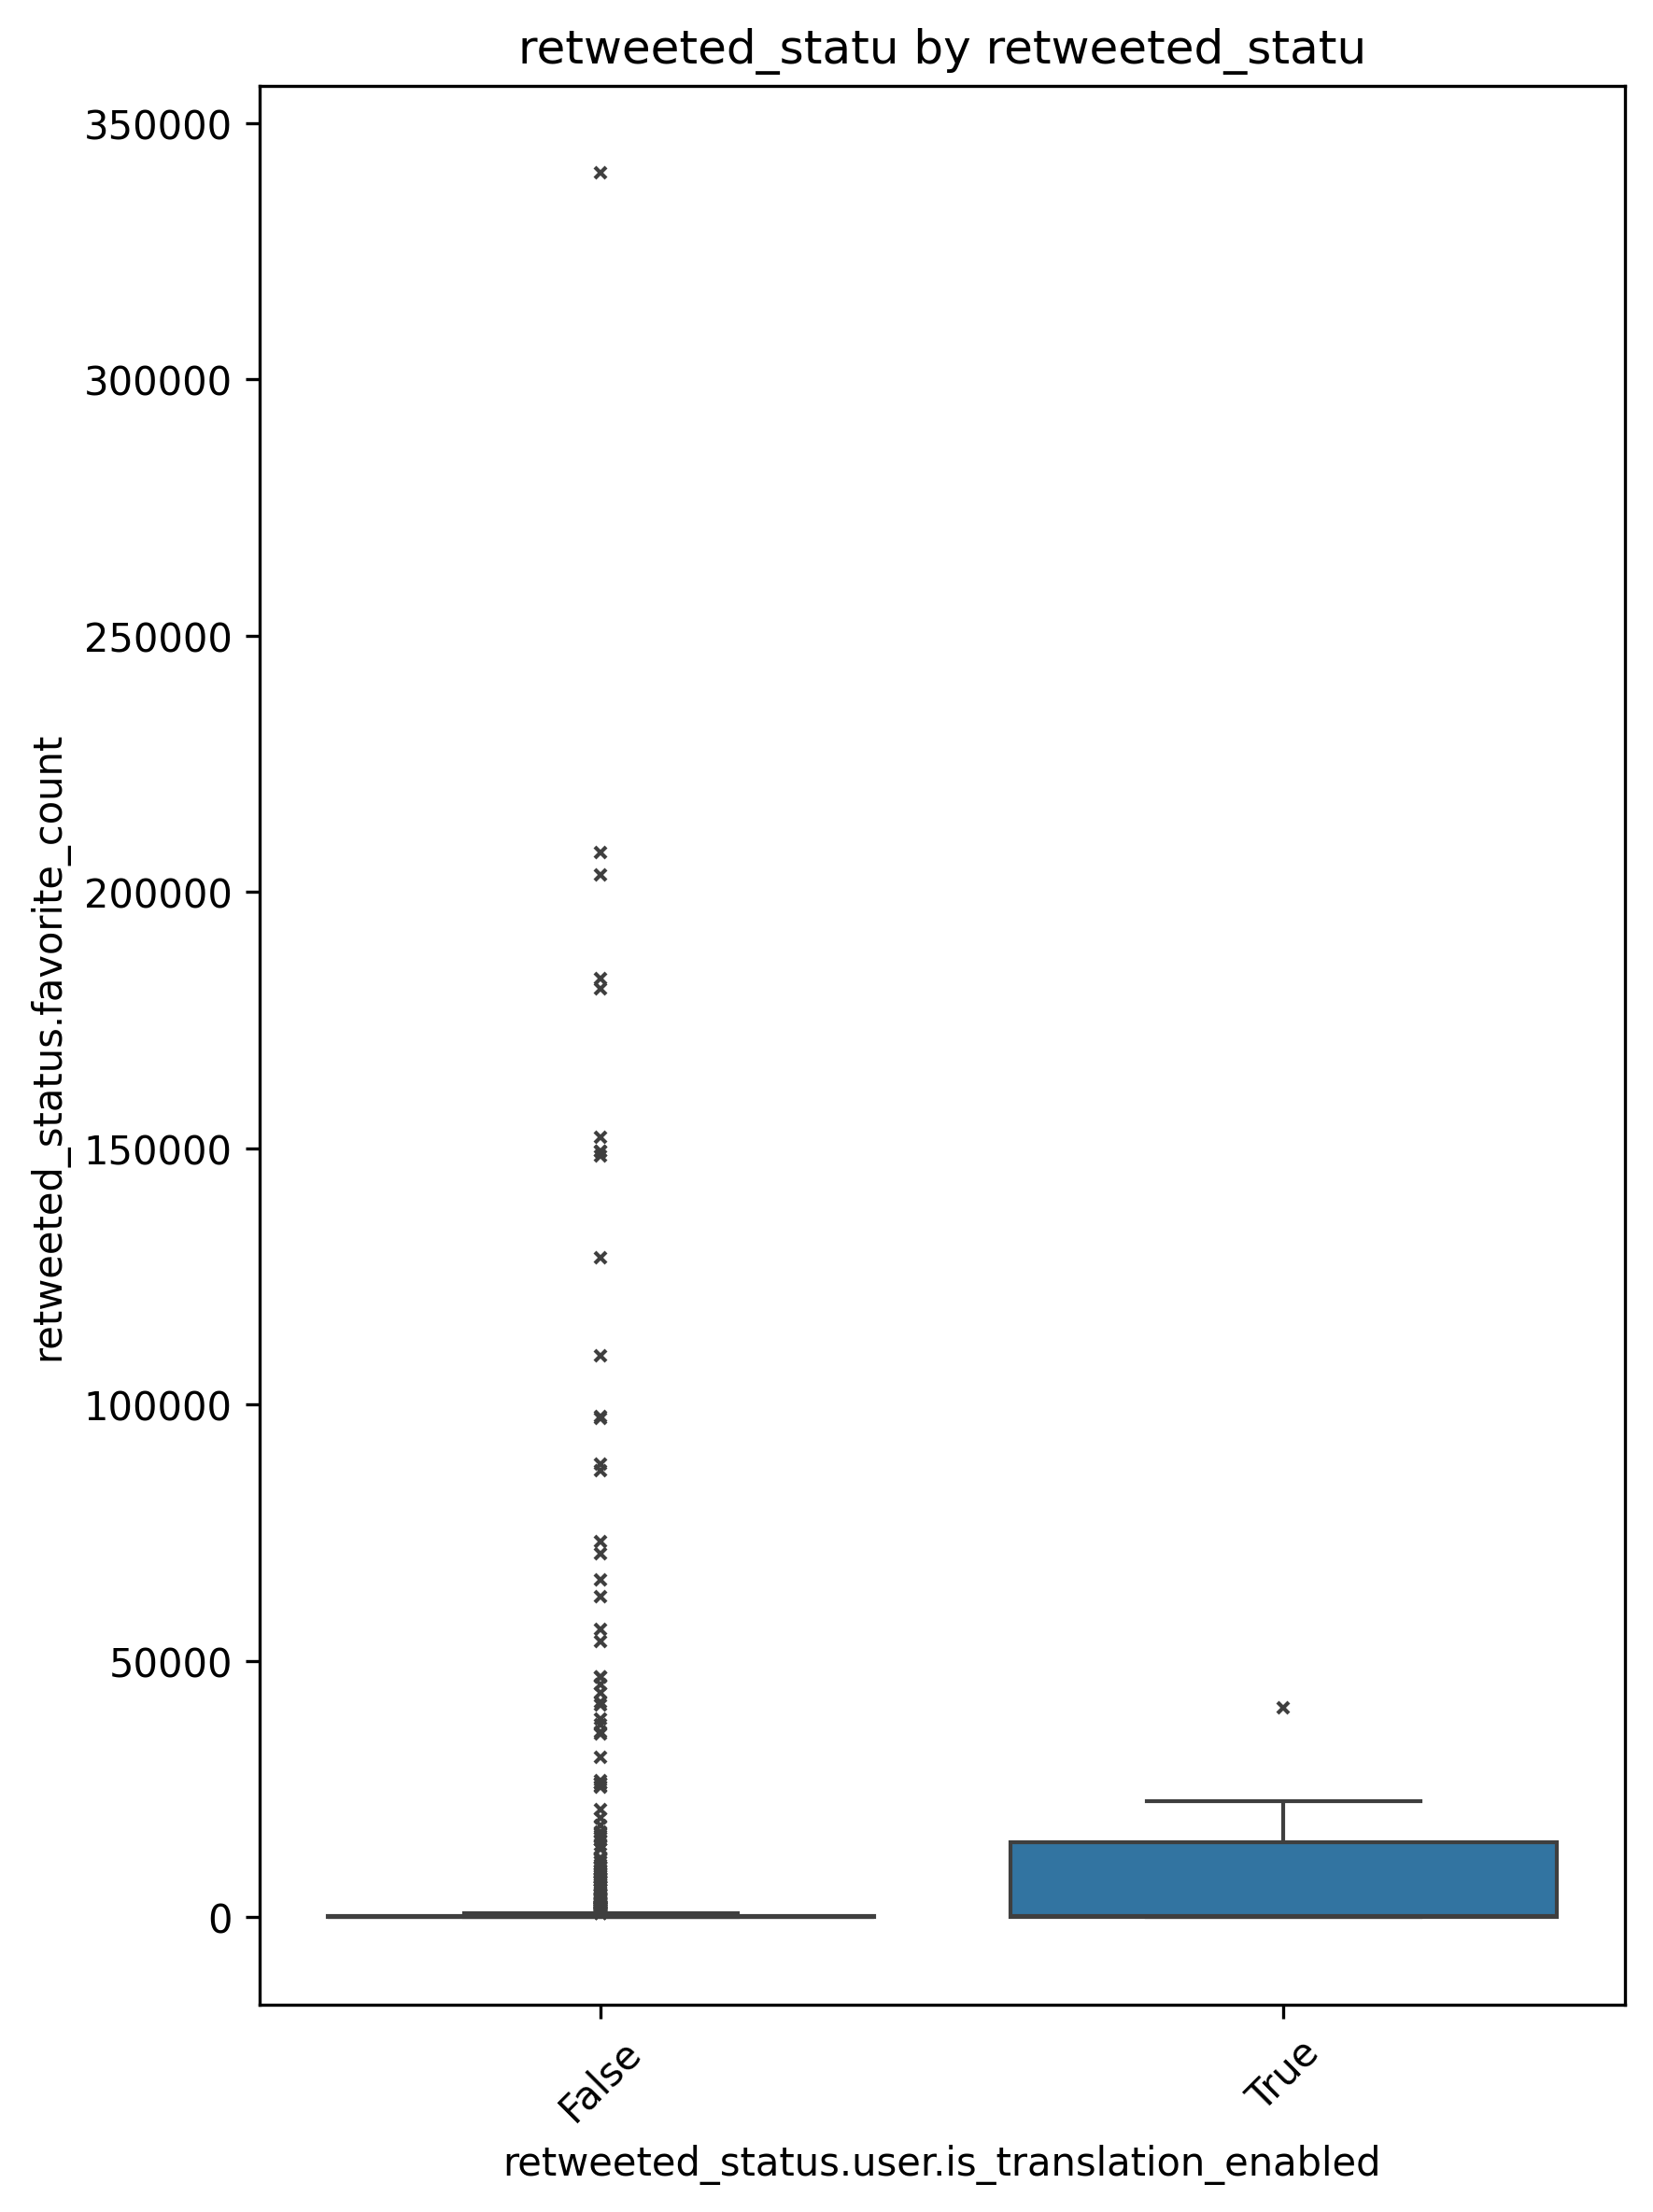 retweeted_statu by retweeted_statu
350000
300000
250000
200000
150000
100000
50000
0
retweeted_status.favorite_count
False
True
retweeted_status.user.is_translation_enabled